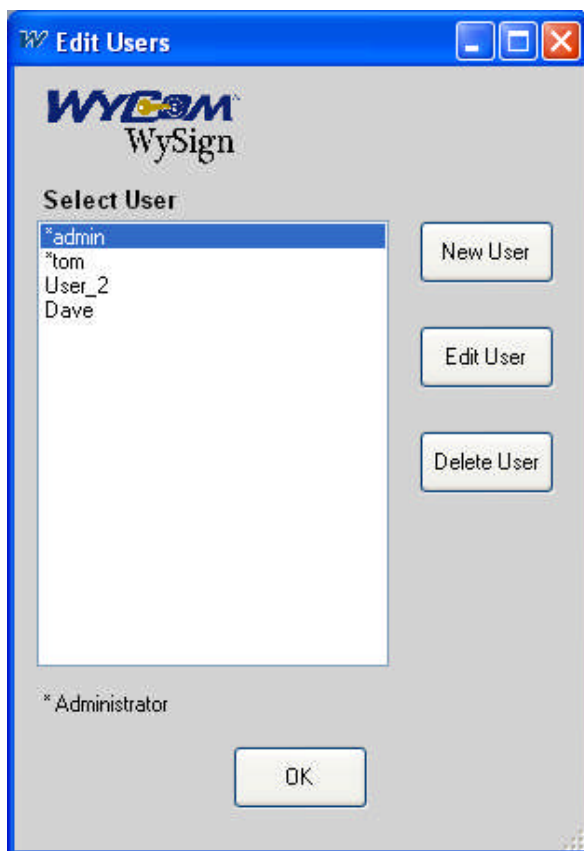 Edit Users
WYCOM
WySign
Select User
*admin
*tom
User_2
Dave
New User
Edit User
Delete User
* Administrator
OK